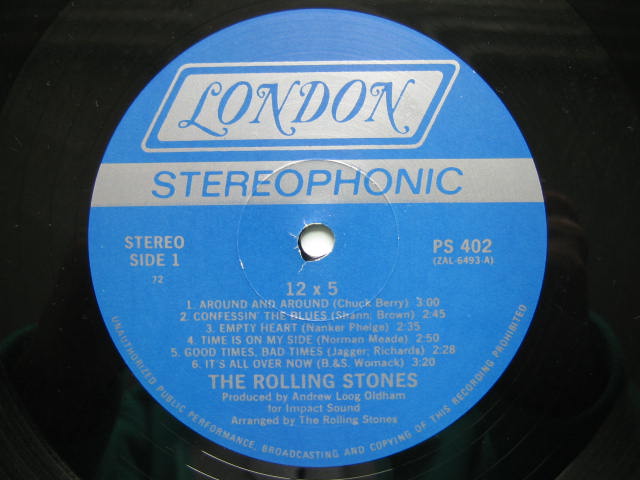 LONDON
STEREOPHONIC
STEREO
SIDE 1
72
PS 402
(ZAL-6493-A)
12 x 5
1. AROUND AND AROUND (Chuck Berry) 3:00
2. CONFESSIN' THE BLUES (Shann; Brown) 2:45
3. EMPTY HEART (Nanker Phelge) 2:35
4. TIME IS ON MY SIDE (Norman Meade) 2:50
5. GOOD TIMES, BAD TIMES (Jagger; Richards) 2:28
6. IT'S ALL OVER NOW (B.&S. Womack) 3:20
THE ROLLING STONES
Produced by Andrew Loog Oldham
for Impact Sound
Arranged by The Rolling Stones
UNAUTHORIZED PUBLIC PERFORMANCE, BROADCASTING AND COPYING OF THIS RECORDING PROHIBITED